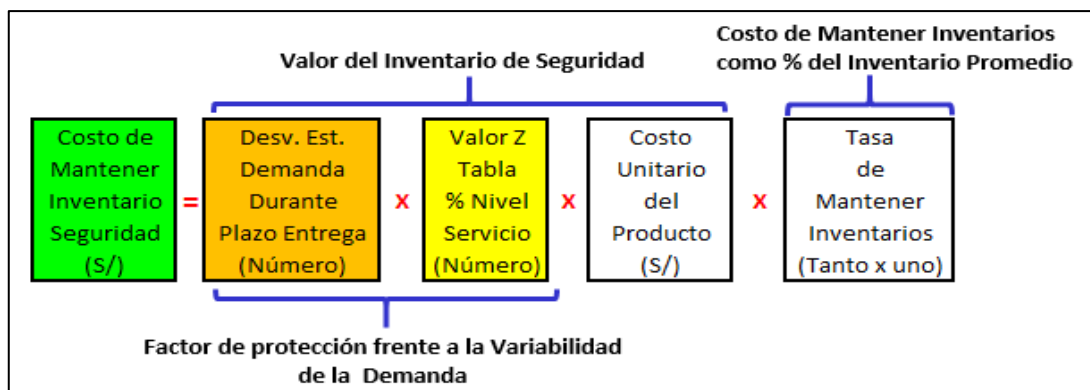 Costo de Mantener Inventarios
como % del Inventario Promedio
Valor del Inventario de Seguridad
Costo de
Mantener
Inventario
Seguridad
(S/)
=
Desv. Est.
Demanda
Durante
Plazo Entrega
(Número)
x
Valor Z
Tabla
% Nivel
Servicio
(Número)
x
Costo
Unitario
del
Producto
(S/)
x
Tasa
de
Mantener
Inventarios
(Tanto x uno)
Factor de protección frente a la Variabilidad
de la Demanda